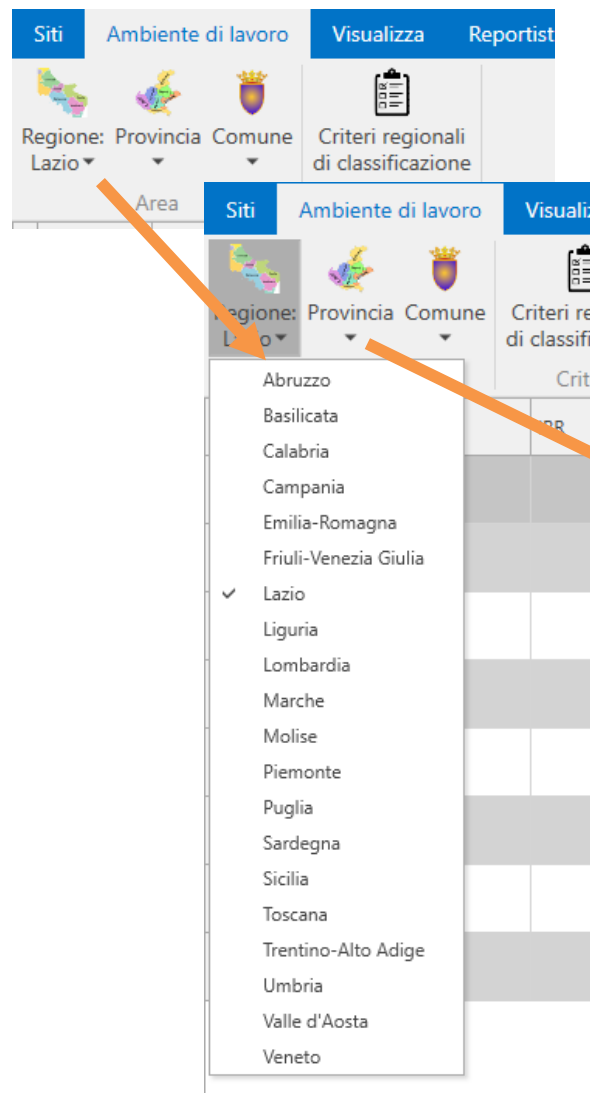 Siti Ambiente di lavoro Visualizza Reportist
Regione: Provincia Comune Criteri regionali
Lazio di classificazione
Area
Siti Ambiente di lavoro Visualiz
Regione: Provincia Comune Criteri re
di classifi
Crit
Abruzzo
Basilicata
Calabria
Campania
Emilia-Romagna
Friuli-Venezia Giulia
Lazio
Liguria
Lombardia
Marche
Molise
Piemonte
Puglia
Sardegna
Sicilia
Toscana
Trentino-Alto Adige
Umbria
Valle d'Aosta
Veneto